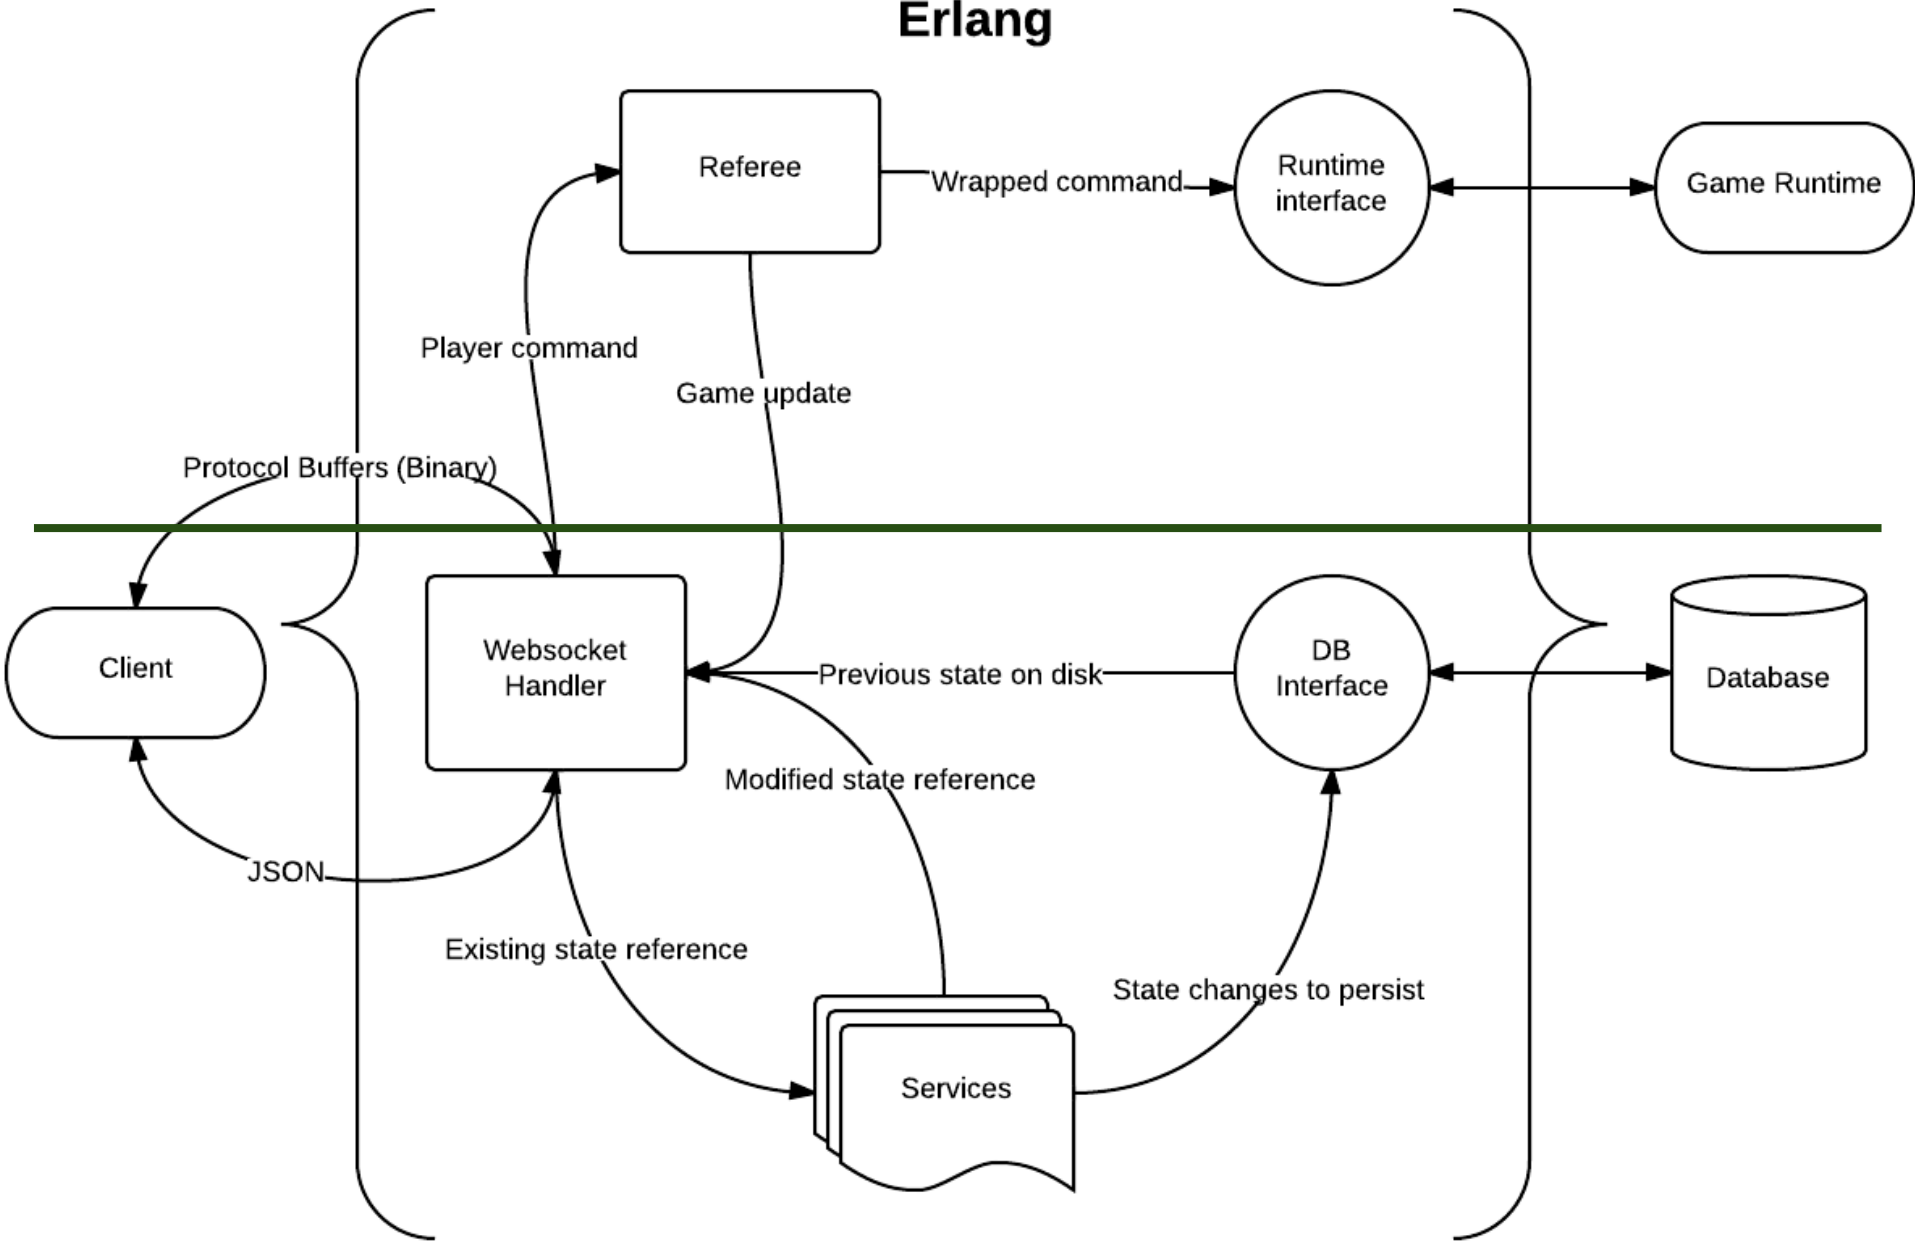 Erlang
Referee
Wrapped command
Runtime
interface
Game Runtime
Player command
Game update
Protocol Buffers (Binary)
Client
Websocket
Handler
Previous state on disk
DB
Interface
Database
Modified state reference
JSON
Existing state reference
State changes to persist
Services